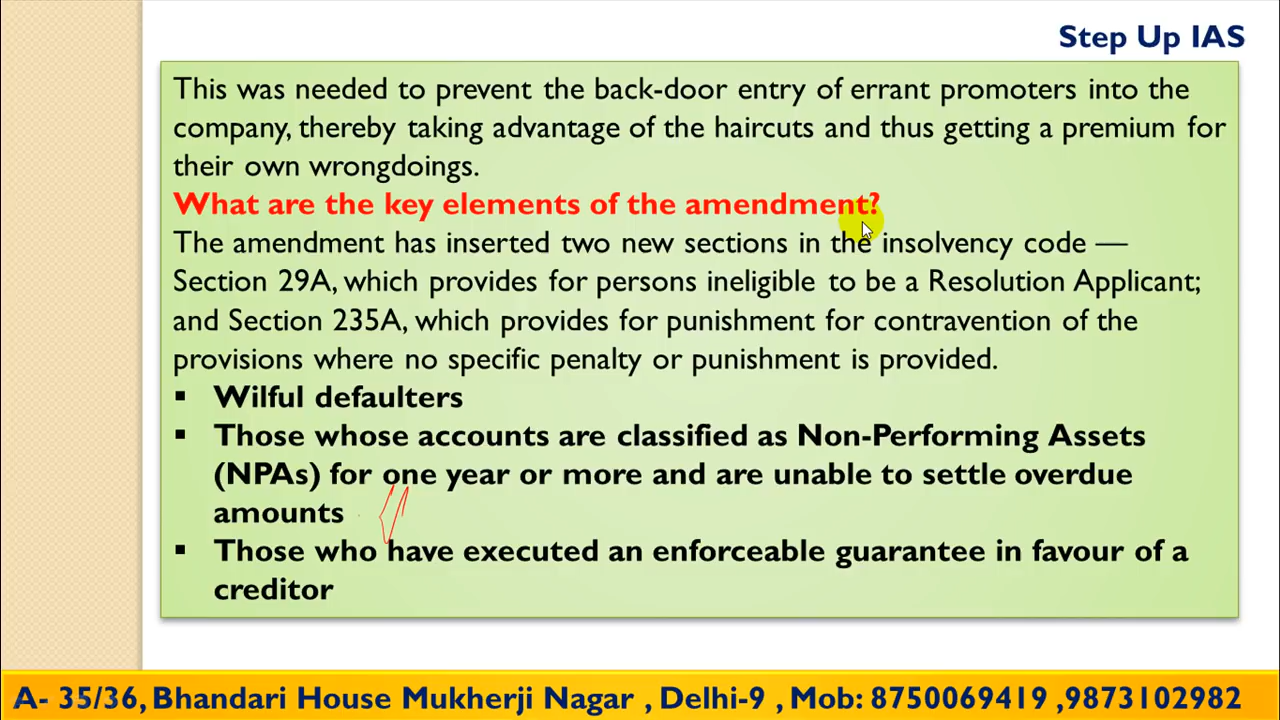 Step Up IAS
This was needed to prevent the back-door entry of errant promoters into the
company, thereby taking advantage of the haircuts and thus getting a premium for
their own wrongdoings.
What are the key elements of the amendment?
The amendment has inserted two new sections in the insolvency code —
Section 29A, which provides for persons ineligible to be a Resolution Applicant;
and Section 235A, which provides for punishment for contravention of the
provisions where no specific penalty or punishment is provided.
▪ Wilful defaulters
▪ Those whose accounts are classified as Non-Performing Assets
(NPAs) for one year or more and are unable to settle overdue
amounts
▪ Those who have executed an enforceable guarantee in favour of a
creditor
A- 35/36, Bhandari House Mukherji Nagar , Delhi-9 , Mob: 8750069419 ,9873102982